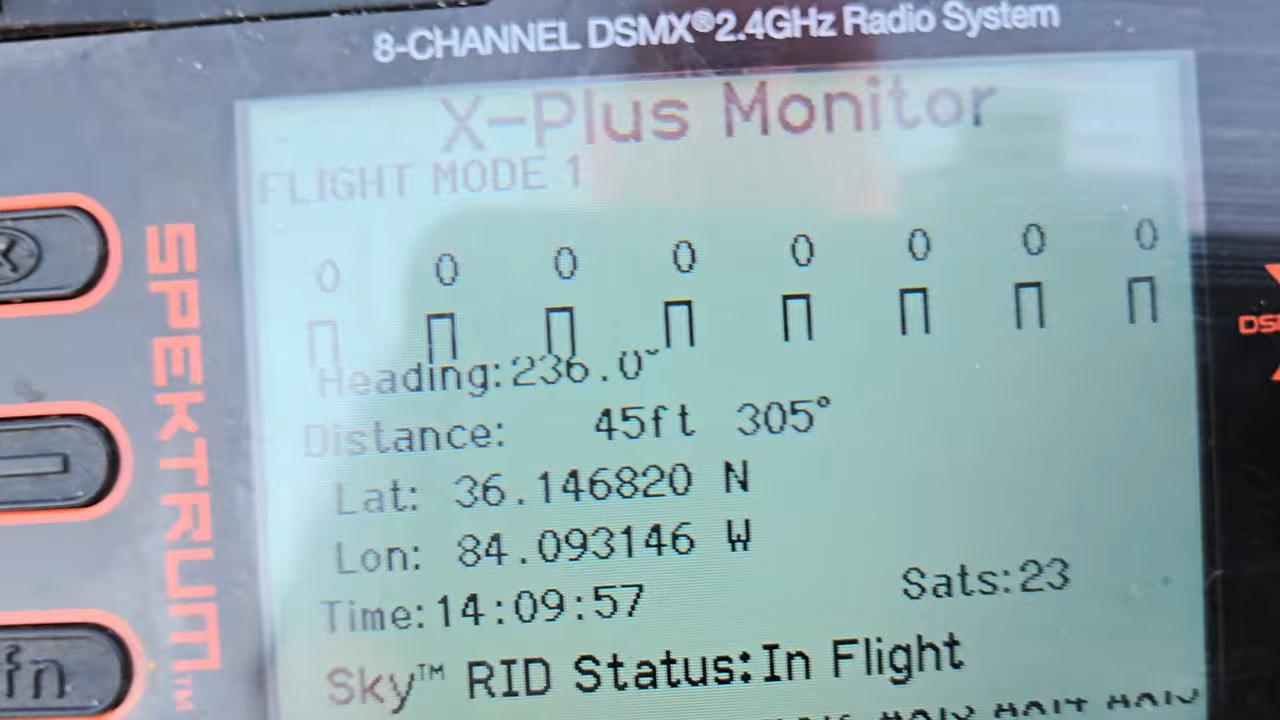 8-CHANNEL DSMX®2.4GHz Radio System
X-Plus Monitor
FLIGHT MODE 1
0 0 0 0 0 0 0 0
Heading:236.0˘
Distance: 45ft 305°
Lat: 36.146820 N
Lon: 84.093146 W
Time:14:09:57 Sats:23
Sky™ RID Status:In Flight
SPEKTRUM™
fn